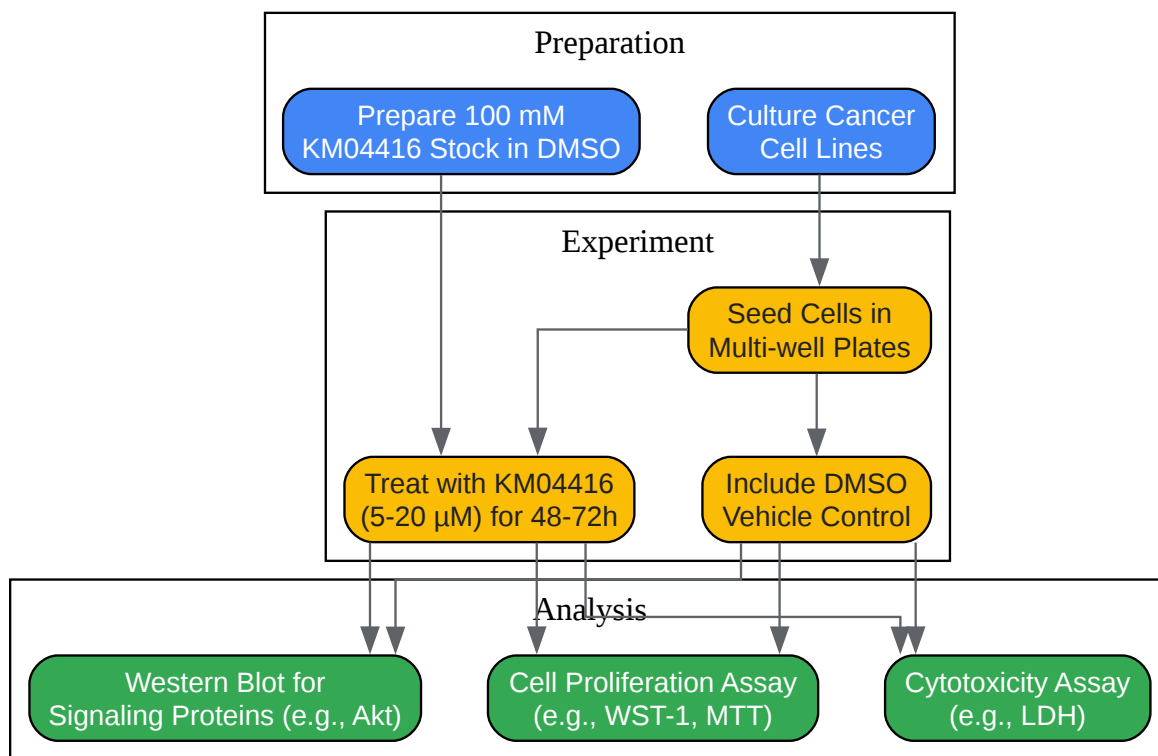 Preparation
Prepare 100 mM
KM04416 Stock in DMSO
Culture Cancer
Cell Lines
Experiment
Seed Cells in
Multi-well Plates
Treat with KM04416
(5-20 µM) for 48-72h
Include DMSO
Vehicle Control
Analysis
Western Blot for
Signaling Proteins (e.g., Akt)
Cell Proliferation Assay
(e.g., WST-1, MTT)
Cytotoxicity Assay
(e.g., LDH)